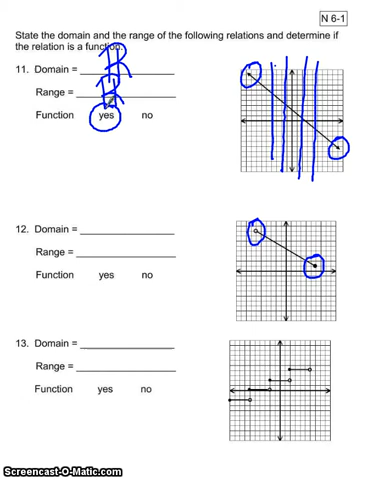 N 6-1
State the domain and the range of the following relations and determine if
the relation is a function.
11. Domain = ℝ
Range = ℝ
Function yes no
12. Domain =
Range =
Function yes no
13. Domain =
Range =
Function yes no
Screencast-O-Matic.com